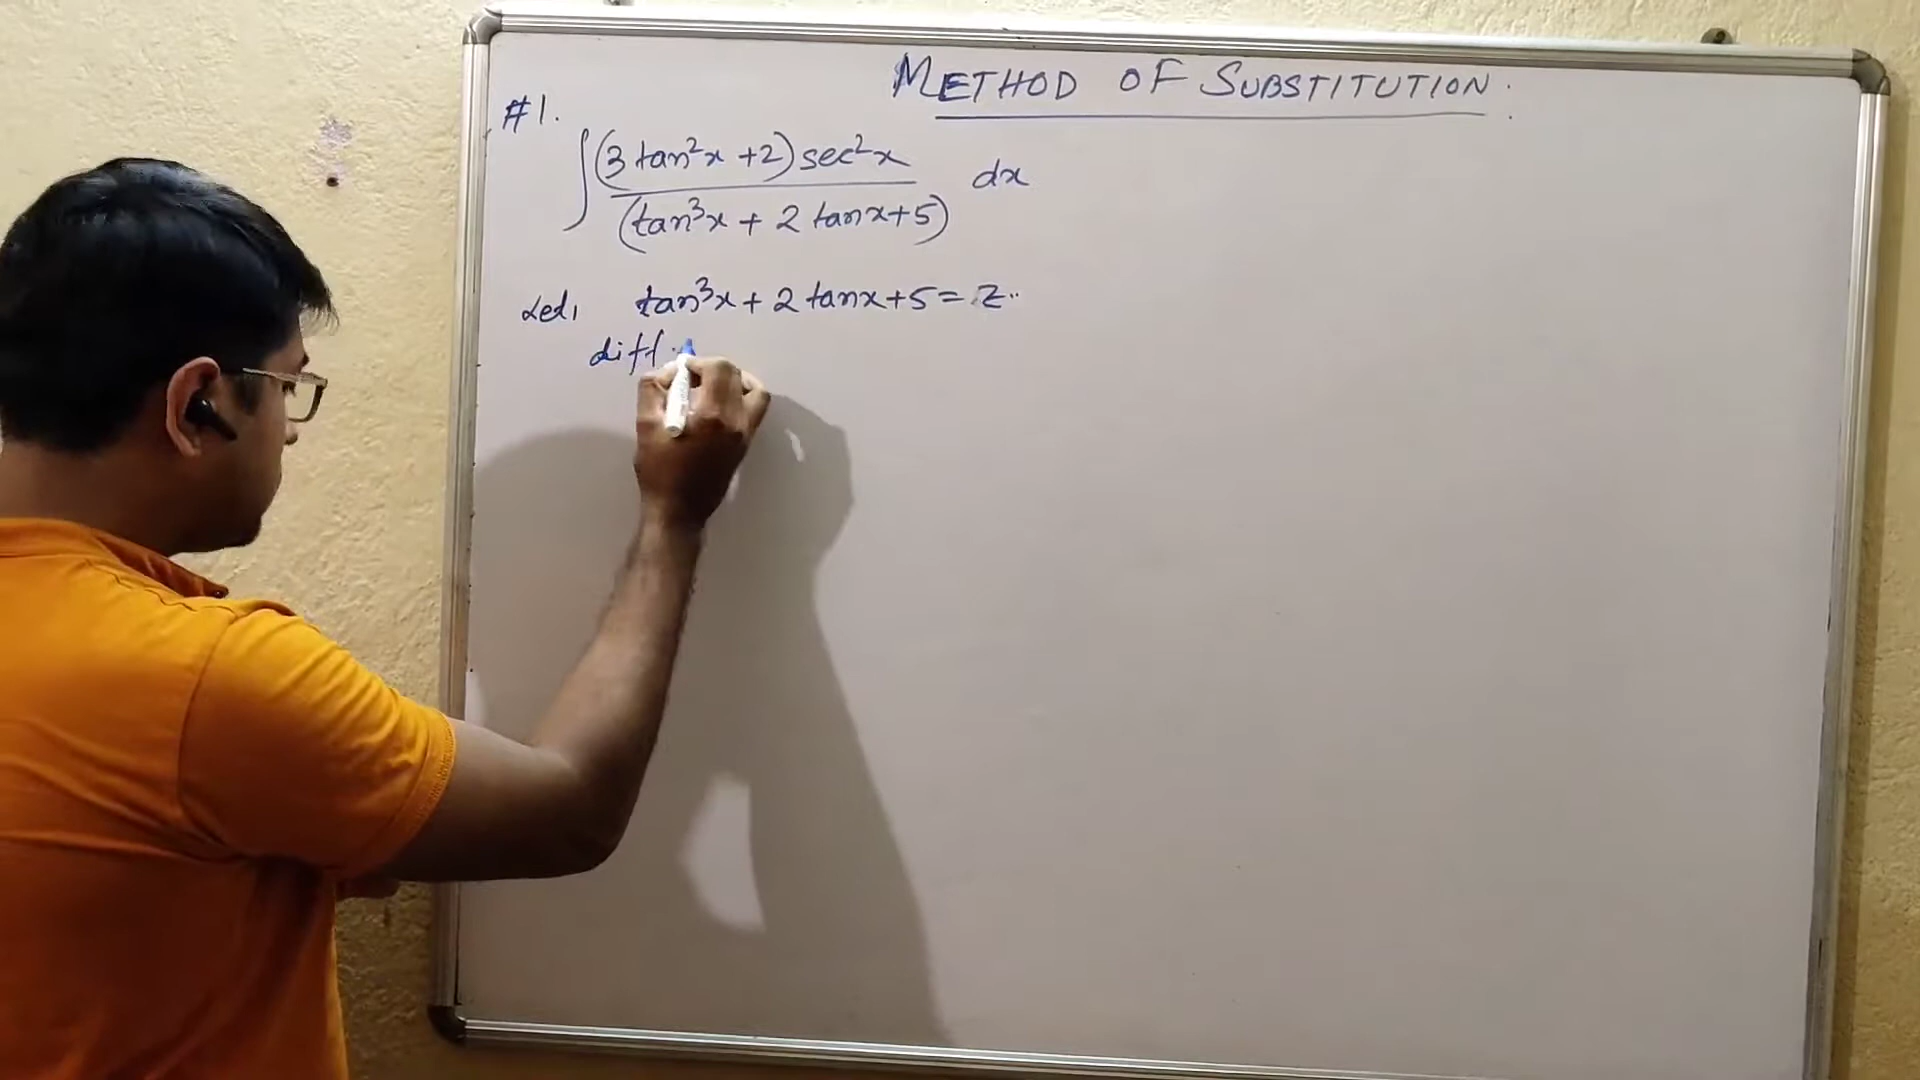 METHOD OF SUBSTITUTION
#1.
∫ (3 tan²x + 2) sec²x / (tan³x + 2 tanx + 5) dx
Let, tan³x + 2 tanx + 5 = z
diff.